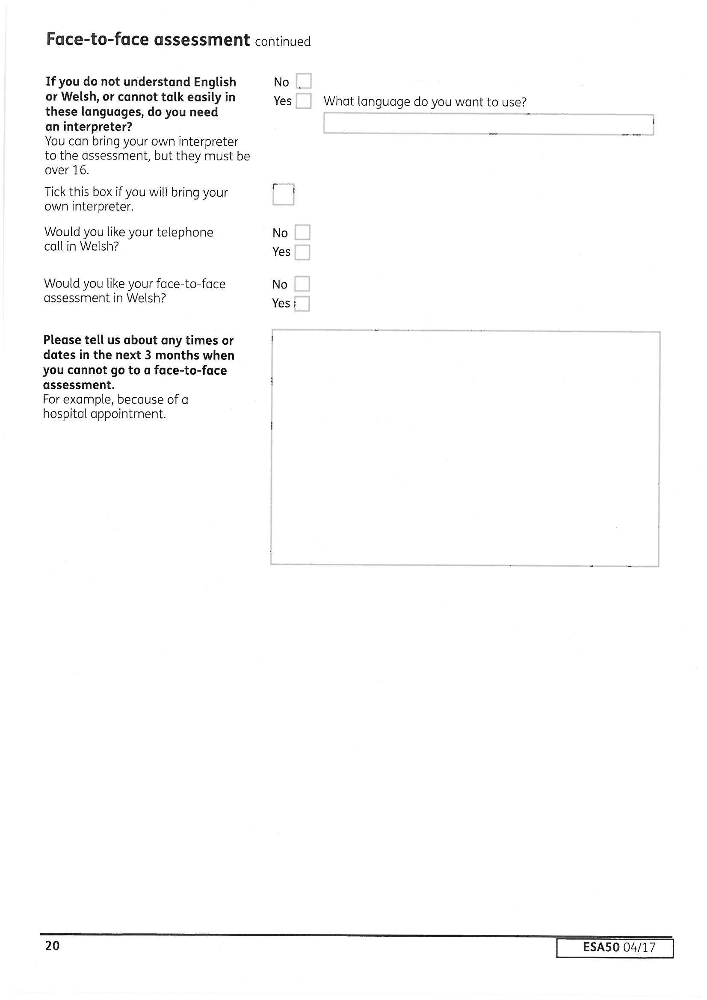 Face-to-face assessment continued
If you do not understand English
or Welsh, or cannot talk easily in
these languages, do you need
an interpreter?
You can bring your own interpreter
to the assessment, but they must be
over 16.
No
Yes
What language do you want to use?
Tick this box if you will bring your
own interpreter.
Would you like your telephone
call in Welsh?
No
Yes
Would you like your face-to-face
assessment in Welsh?
No
Yes
Please tell us about any times or
dates in the next 3 months when
you cannot go to a face-to-face
assessment.
For example, because of a
hospital appointment.
20
ESA50 04/17